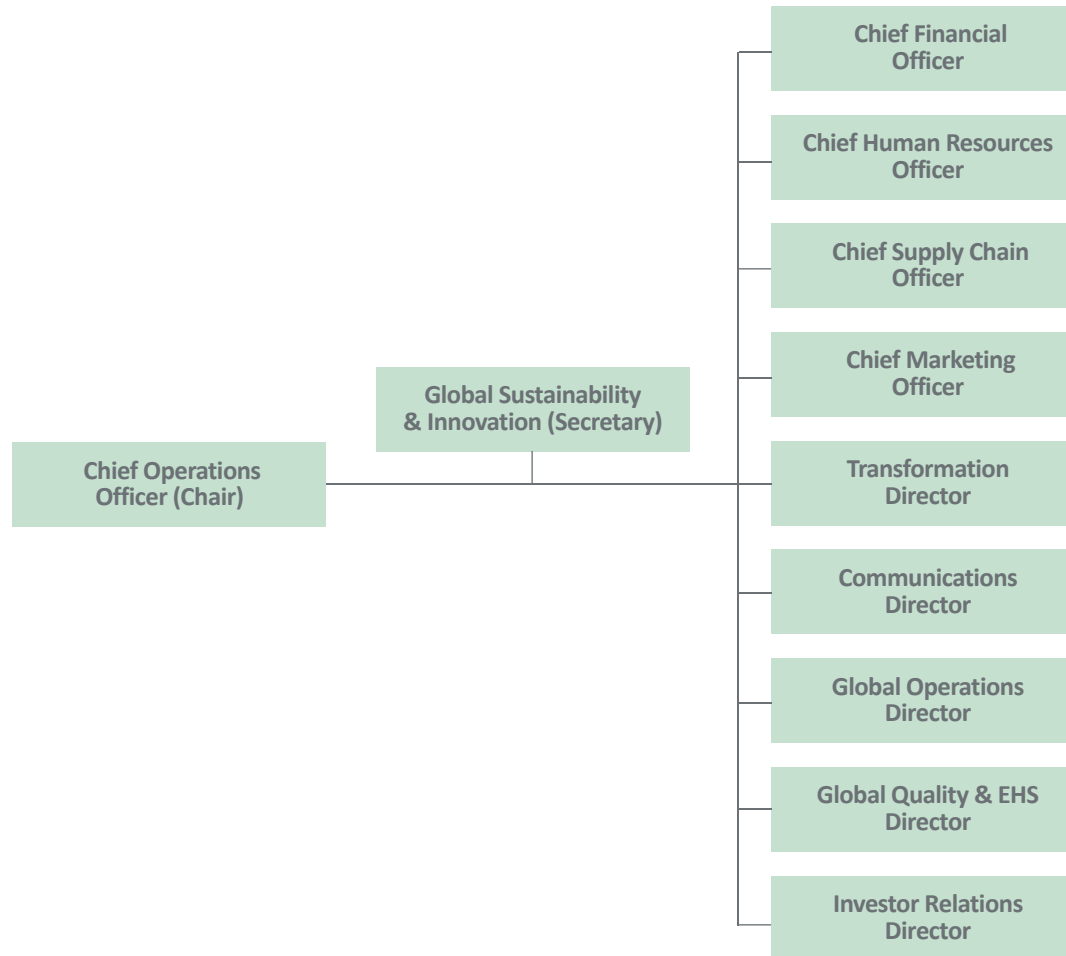 Chief Operations
Officer (Chair)
Global Sustainability
& Innovation (Secretary)
Chief Financial
Officer
Chief Human Resources
Officer
Chief Supply Chain
Officer
Chief Marketing
Officer
Transformation
Director
Communications
Director
Global Operations
Director
Global Quality & EHS
Director
Investor Relations
Director